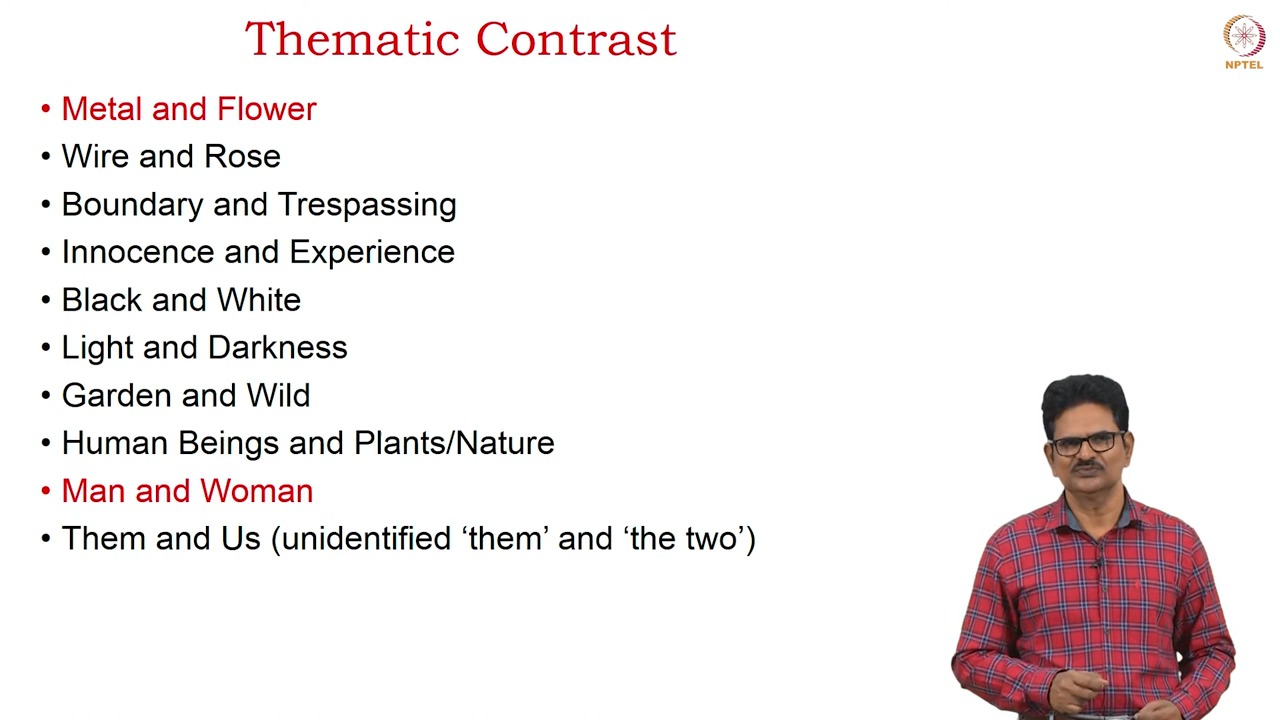 Thematic Contrast
NPTEL
• Metal and Flower
• Wire and Rose
• Boundary and Trespassing
• Innocence and Experience
• Black and White
• Light and Darkness
• Garden and Wild
• Human Beings and Plants/Nature
• Man and Woman
• Them and Us (unidentified ‘them’ and ‘the two’)